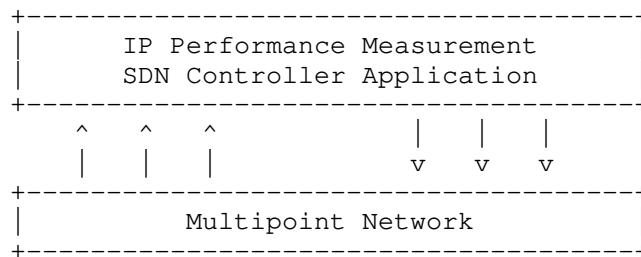 IP Performance Measurement
SDN Controller Application
Multipoint Network